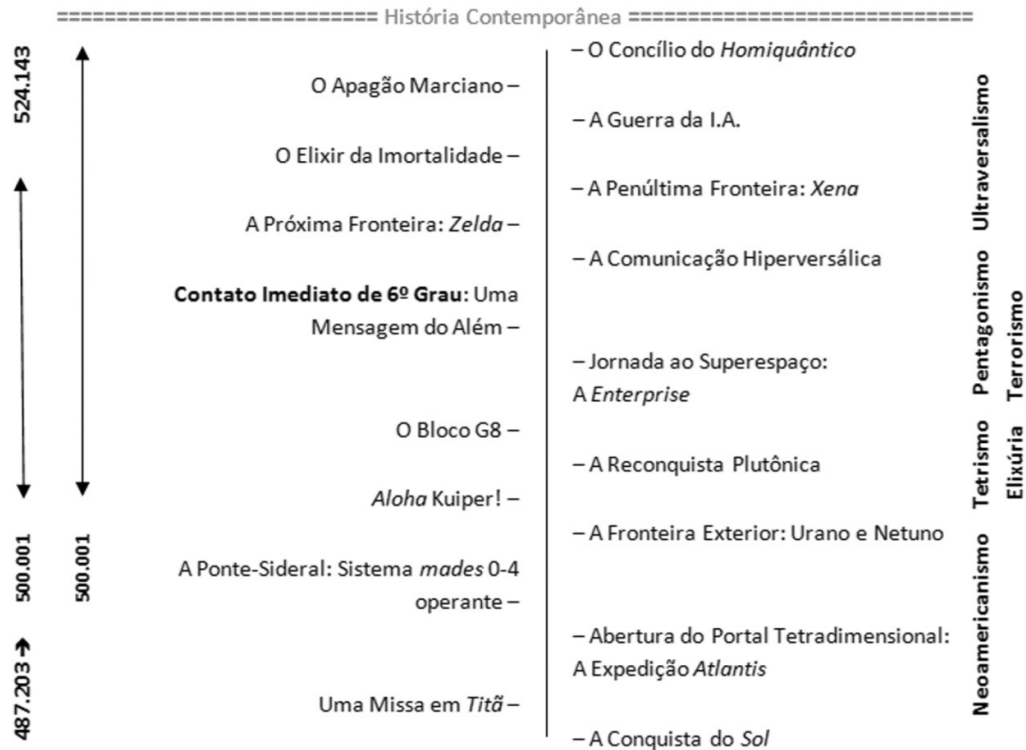 ========================= História Contemporânea ===========================
– O Concílio do Homiquântico
O Apagão Marciano –
– A Guerra da I.A.
O Elixir da Imortalidade –
– A Penúltima Fronteira: Xena
A Próxima Fronteira: Zelda –
– A Comunicação Hiperversálica
Contato Imediato de 6º Grau: Uma
Mensagem do Além –
– Jornada ao Superespaço:
A Enterprise
O Bloco G8 –
– A Reconquista Plutônica
Aloha Kuiper! –
– A Fronteira Exterior: Urano e Netuno
A Ponte-Sideral: Sistema mades 0-4
operante –
– Abertura do Portal Tetradimensional:
A Expedição Atlantis
Uma Missa em Titã –
– A Conquista do Sol
487.203 ➔ 500.001
524.143
500.001
Neoamericanismo
Tetrismo
Pentagonismo
Ultraversalismo
Elixúria
Terrorismo